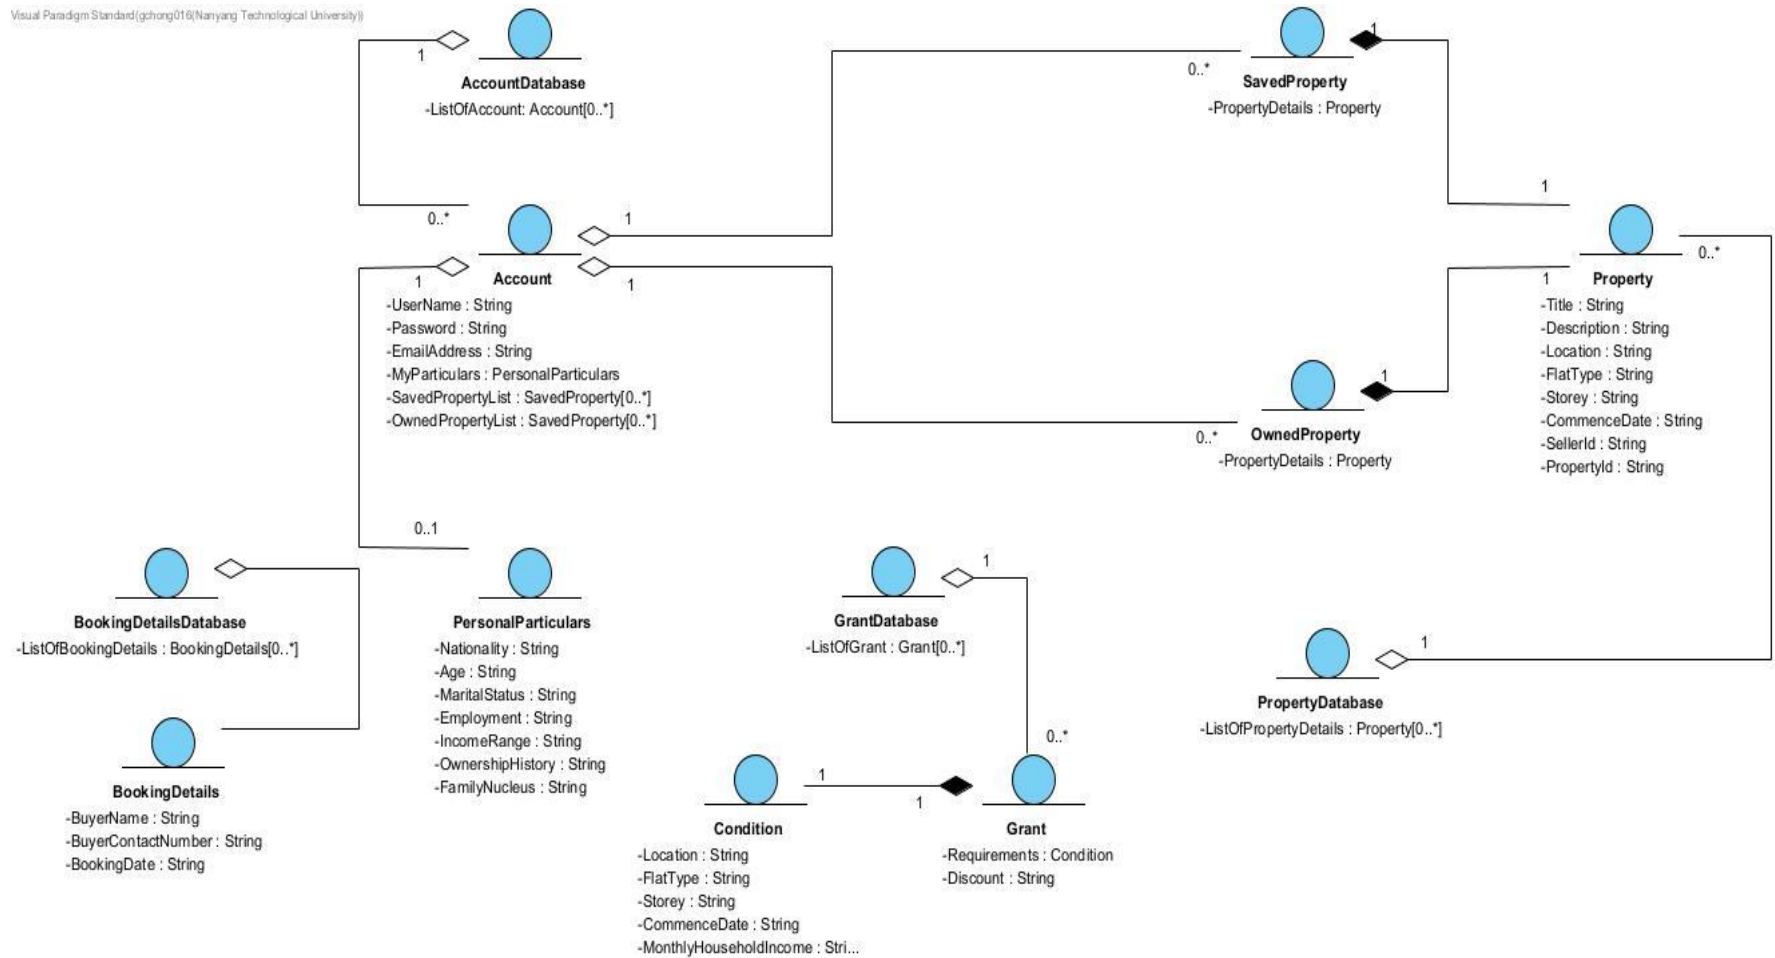 Visual Paradigm Standard(gchong016(Nanyang Technological University))
1
AccountDatabase
-ListOfAccount: Account[0..*]
0..*
1
SavedProperty
-PropertyDetails : Property
0..*
1
1
0..*
Account
1
1
-UserName : String
-Password : String
-EmailAddress : String
-MyParticulars : PersonalParticulars
-SavedPropertyList : SavedProperty[0..*]
-OwnedPropertyList : SavedProperty[0..*]
0..*
1
Property
-Title : String
-Description : String
-Location : String
-FlatType : String
-Storey : String
-CommenceDate : String
-SellerId : String
-PropertyId : String
1
0..*
OwnedProperty
-PropertyDetails : Property
0..1
BookingDetailsDatabase
-ListOfBookingDetails : BookingDetails[0..*]
PersonalParticulars
-Nationality : String
-Age : String
-MaritalStatus : String
-Employment : String
-IncomeRange : String
-OwnershipHistory : String
-FamilyNucleus : String
1
GrantDatabase
-ListOfGrant : Grant[0..*]
0..*
1
PropertyDatabase
-ListOfPropertyDetails : Property[0..*]
BookingDetails
-BuyerName : String
-BuyerContactNumber : String
-BookingDate : String
1
1
Condition
-Location : String
-FlatType : String
-Storey : String
-CommenceDate : String
-MonthlyHouseholdIncome : Stri...
Grant
-Requirements : Condition
-Discount : String